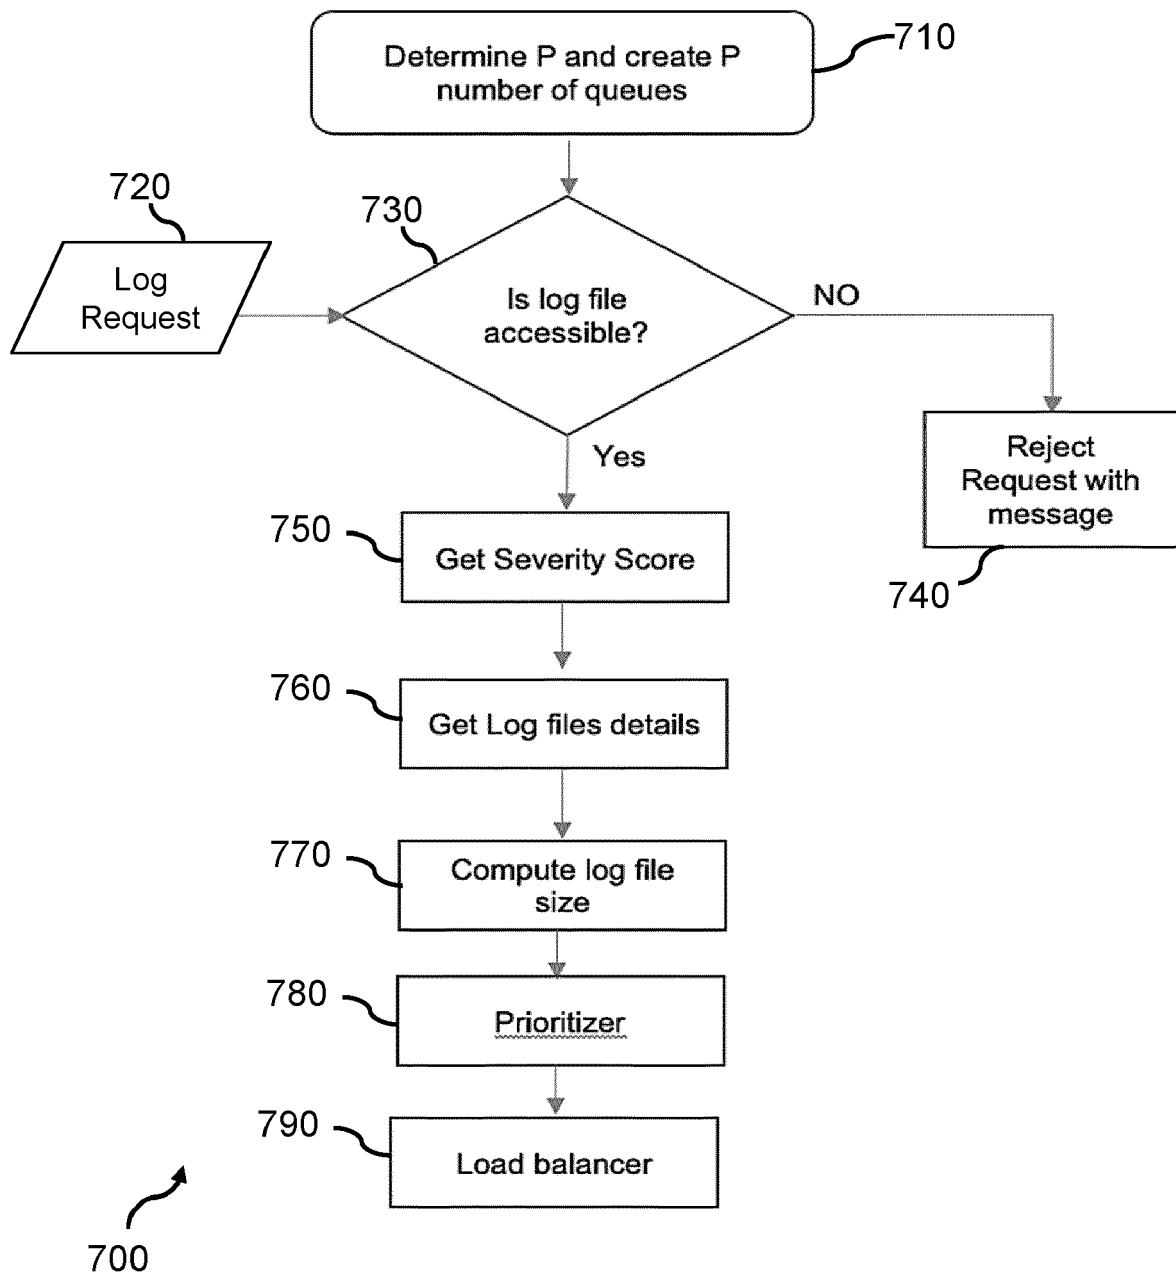 Determine P and create P
number of queues
710
720
Log
Request
730
Is log file
accessible?
NO
Yes
Reject
Request with
message
740
750
Get Severity Score
760
Get Log files details
770
Compute log file
size
780
Prioritizer
790
Load balancer
700